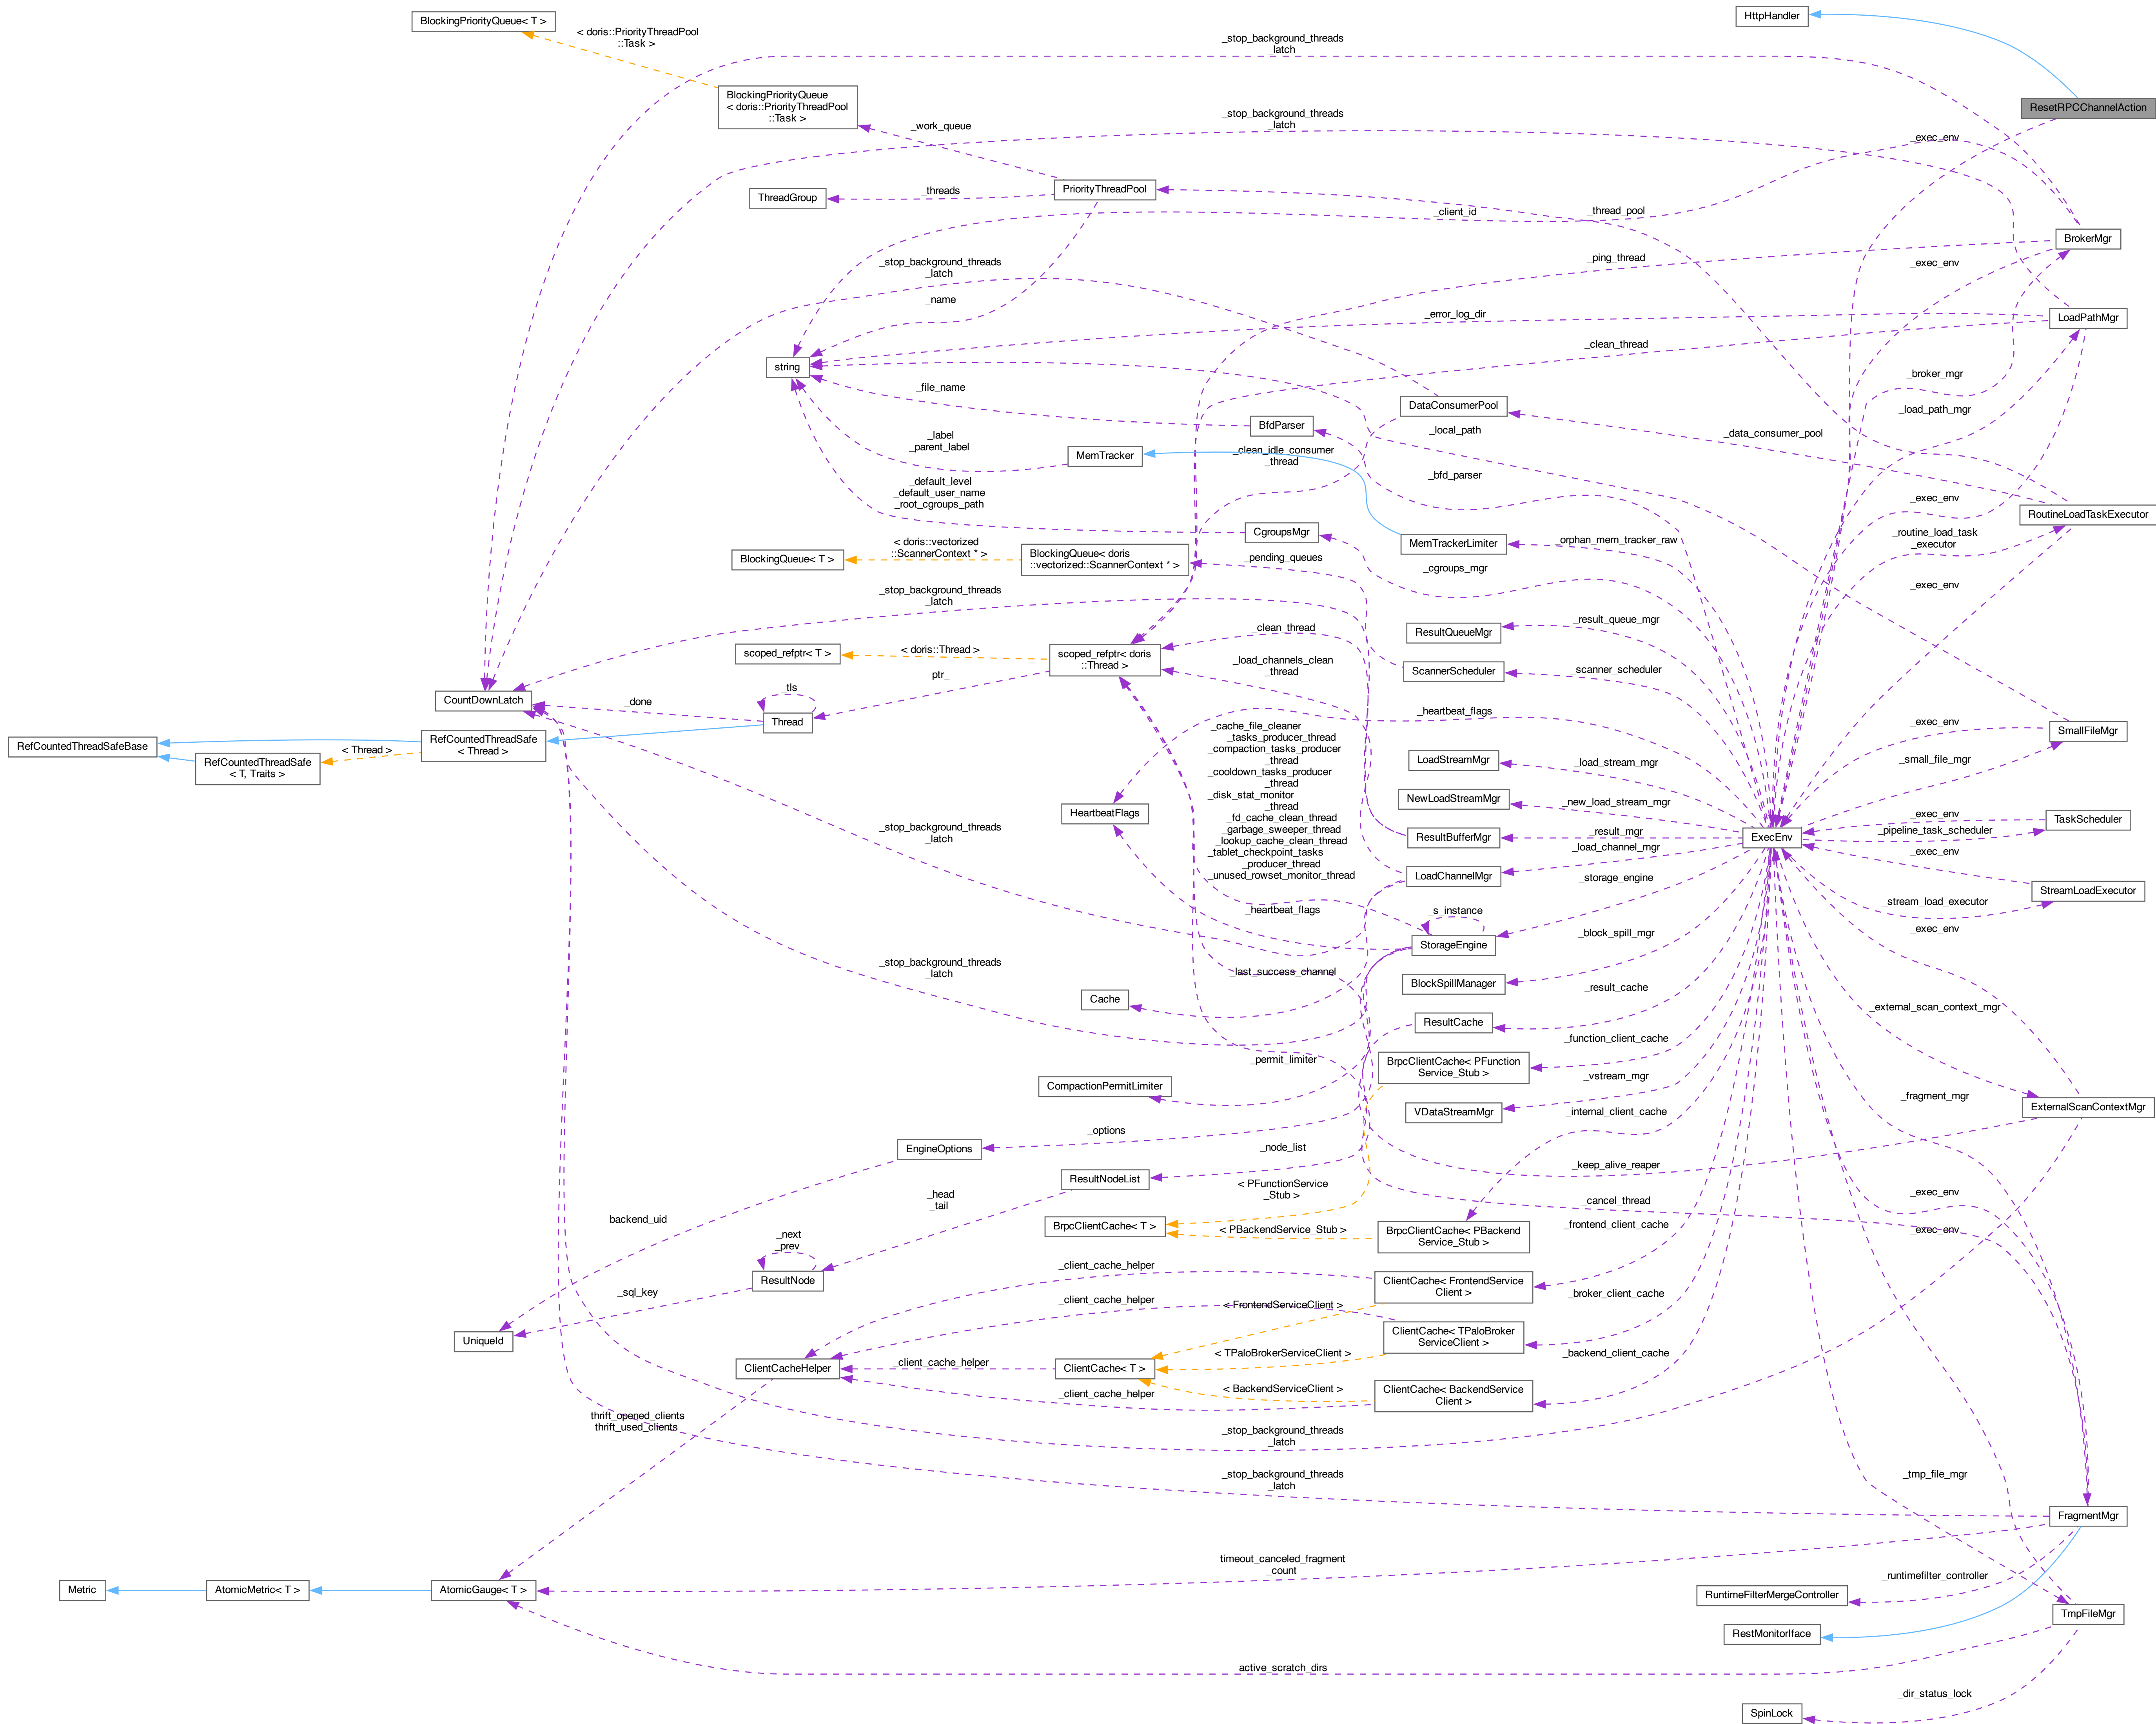 HttpHandler
BlockingPriorityQueue< T >
< doris::PriorityThreadPool
::Task >
_stop_background_threads
_latch
BlockingPriorityQueue
< doris::PriorityThreadPool
::Task >
ResetRPCChannelAction
_work_queue
_stop_background_threads
_latch
_exec_env
ThreadGroup
_threads
PriorityThreadPool
_client_id
_thread_pool
BrokerMgr
_stop_background_threads
_latch
_ping_thread
_exec_env
_name
_error_log_dir
LoadPathMgr
_clean_thread
string
_file_name
_broker_mgr
DataConsumerPool
_load_path_mgr
BfdParser
_local_path
_data_consumer_pool
_label
_parent_label
MemTracker
_clean_idle_consumer
_thread
_bfd_parser
_default_level
_default_user_name
_root_cgroups_path
_exec_env
RoutineLoadTaskExecutor
CgroupsMgr
MemTrackerLimiter
_orphan_mem_tracker_raw
_routine_load_task
_executor
BlockingQueue< T >
< doris::vectorized
::ScannerContext * >
BlockingQueue< doris
::vectorized::ScannerContext * >
_pending_queues
_cgroups_mgr
_exec_env
_stop_background_threads
_latch
_clean_thread
ResultQueueMgr
_result_queue_mgr
scoped_refptr< T >
< doris::Thread >
scoped_refptr< doris
::Thread >
_load_channels_clean
_thread
ScannerScheduler
_scanner_scheduler
ptr_
_tls
CountDownLatch
_done
Thread
_heartbeat_flags
_exec_env
SmallFileMgr
RefCountedThreadSafeBase
RefCountedThreadSafe
< T, Traits >
< Thread >
RefCountedThreadSafe
< Thread >
_cache_file_cleaner
_tasks_producer_thread
_compaction_tasks_producer
_thread
_cooldown_tasks_producer
_thread
_disk_stat_monitor
_thread
_fd_cache_clean_thread
_garbage_sweeper_thread
_lookup_cache_clean_thread
_tablet_checkpoint_tasks
_producer_thread
_unused_rowset_monitor_thread
LoadStreamMgr
_load_stream_mgr
_small_file_mgr
NewLoadStreamMgr
_new_load_stream_mgr
HeartbeatFlags
_exec_env
TaskScheduler
_stop_background_threads
_latch
ResultBufferMgr
_result_mgr
ExecEnv
_pipeline_task_scheduler
_load_channel_mgr
_exec_env
LoadChannelMgr
_storage_engine
StreamLoadExecutor
_stream_load_executor
_heartbeat_flags
_s_instance
StorageEngine
_block_spill_mgr
_exec_env
_stop_background_threads
_latch
_last_success_channel
BlockSpillManager
_result_cache
Cache
ResultCache
_external_scan_context_mgr
_function_client_cache
_permit_limiter
BrpcClientCache< PFunction
Service_Stub >
_vstream_mgr
CompactionPermitLimiter
VDataStreamMgr
_internal_client_cache
_fragment_mgr
ExternalScanContextMgr
_options
EngineOptions
_node_list
_keep_alive_reaper
ResultNodeList
_head
_tail
< PFunctionService
_Stub >
_cancel_thread
_exec_env
backend_uid
BrpcClientCache< T >
< PBackendService_Stub >
BrpcClientCache< PBackend
Service_Stub >
_frontend_client_cache
_exec_env
_next
_prev
ResultNode
_client_cache_helper
ClientCache< FrontendService
Client >
_sql_key
_client_cache_helper
< FrontendServiceClient >
_broker_client_cache
UniqueId
ClientCache< TPaloBroker
ServiceClient >
ClientCacheHelper
_client_cache_helper
ClientCache< T >
< TPaloBrokerServiceClient >
_backend_client_cache
_client_cache_helper
< BackendServiceClient >
ClientCache< BackendService
Client >
thrift_opened_clients
thrift_used_clients
_stop_background_threads
_latch
_stop_background_threads
_latch
_tmp_file_mgr
FragmentMgr
timeout_canceled_fragment
_count
Metric
AtomicMetric< T >
AtomicGauge< T >
_runtimefilter_controller
RuntimeFilterMergeController
TmpFileMgr
RestMonitorIface
active_scratch_dirs
_dir_status_lock
SpinLock